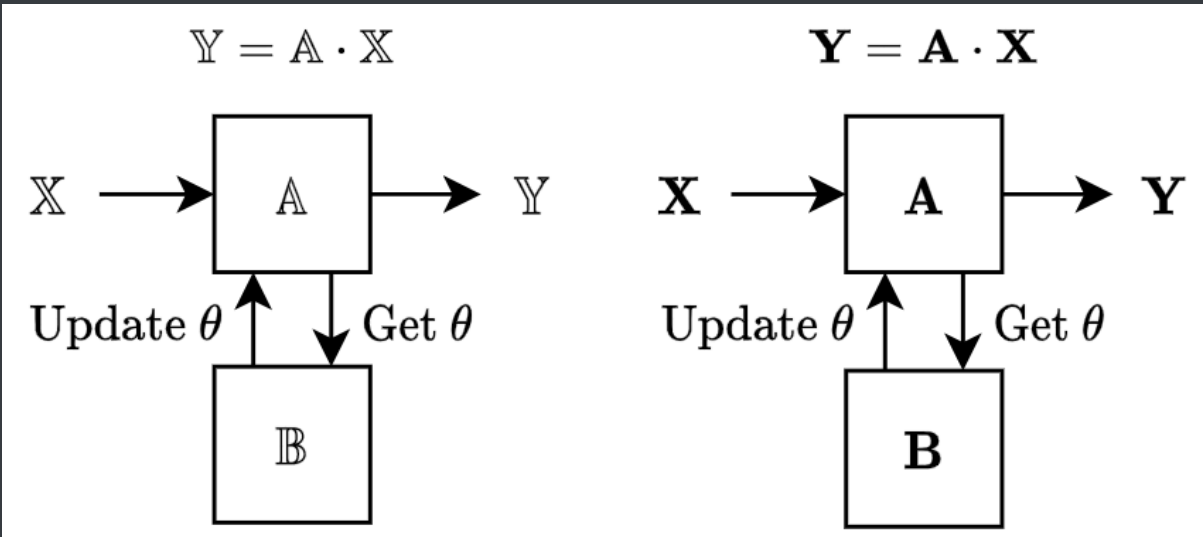 𝕐 = 𝔸 · 𝕏
𝕏
𝔸
𝕐
Update θ
Get θ
𝔹
𝐘 = 𝐀 · 𝐗
𝐗
𝐀
𝐘
Update θ
Get θ
𝐁